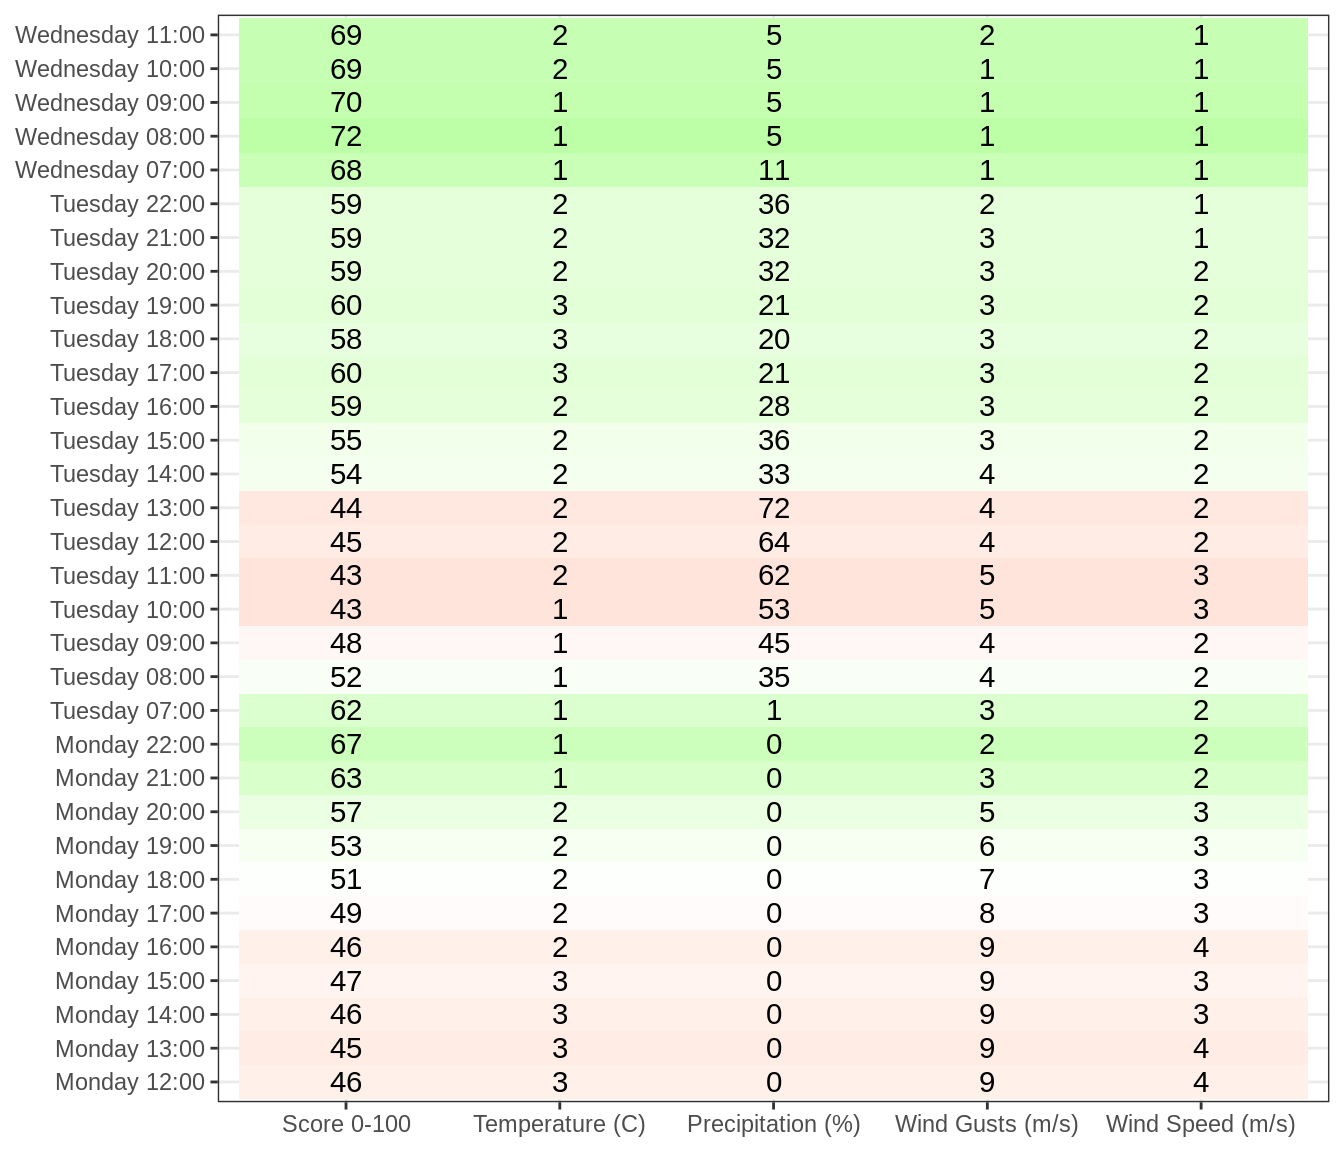 Wednesday 11:00 69 2 5 2 1
Wednesday 10:00 69 2 5 1 1
Wednesday 09:00 70 1 5 1 1
Wednesday 08:00 72 1 5 1 1
Wednesday 07:00 68 1 11 1 1
Tuesday 22:00 59 2 36 2 1
Tuesday 21:00 59 2 32 3 1
Tuesday 20:00 59 2 32 3 2
Tuesday 19:00 60 3 21 3 2
Tuesday 18:00 58 3 20 3 2
Tuesday 17:00 60 3 21 3 2
Tuesday 16:00 59 2 28 3 2
Tuesday 15:00 55 2 36 3 2
Tuesday 14:00 54 2 33 4 2
Tuesday 13:00 44 2 72 4 2
Tuesday 12:00 45 2 64 4 2
Tuesday 11:00 43 2 62 5 3
Tuesday 10:00 43 1 53 5 3
Tuesday 09:00 48 1 45 4 2
Tuesday 08:00 52 1 35 4 2
Tuesday 07:00 62 1 1 3 2
Monday 22:00 67 1 0 2 2
Monday 21:00 63 1 0 3 2
Monday 20:00 57 2 0 5 3
Monday 19:00 53 2 0 6 3
Monday 18:00 51 2 0 7 3
Monday 17:00 49 2 0 8 3
Monday 16:00 46 2 0 9 4
Monday 15:00 47 3 0 9 3
Monday 14:00 46 3 0 9 3
Monday 13:00 45 3 0 9 4
Monday 12:00 46 3 0 9 4
Score 0-100 Temperature (C) Precipitation (%) Wind Gusts (m/s) Wind Speed (m/s)